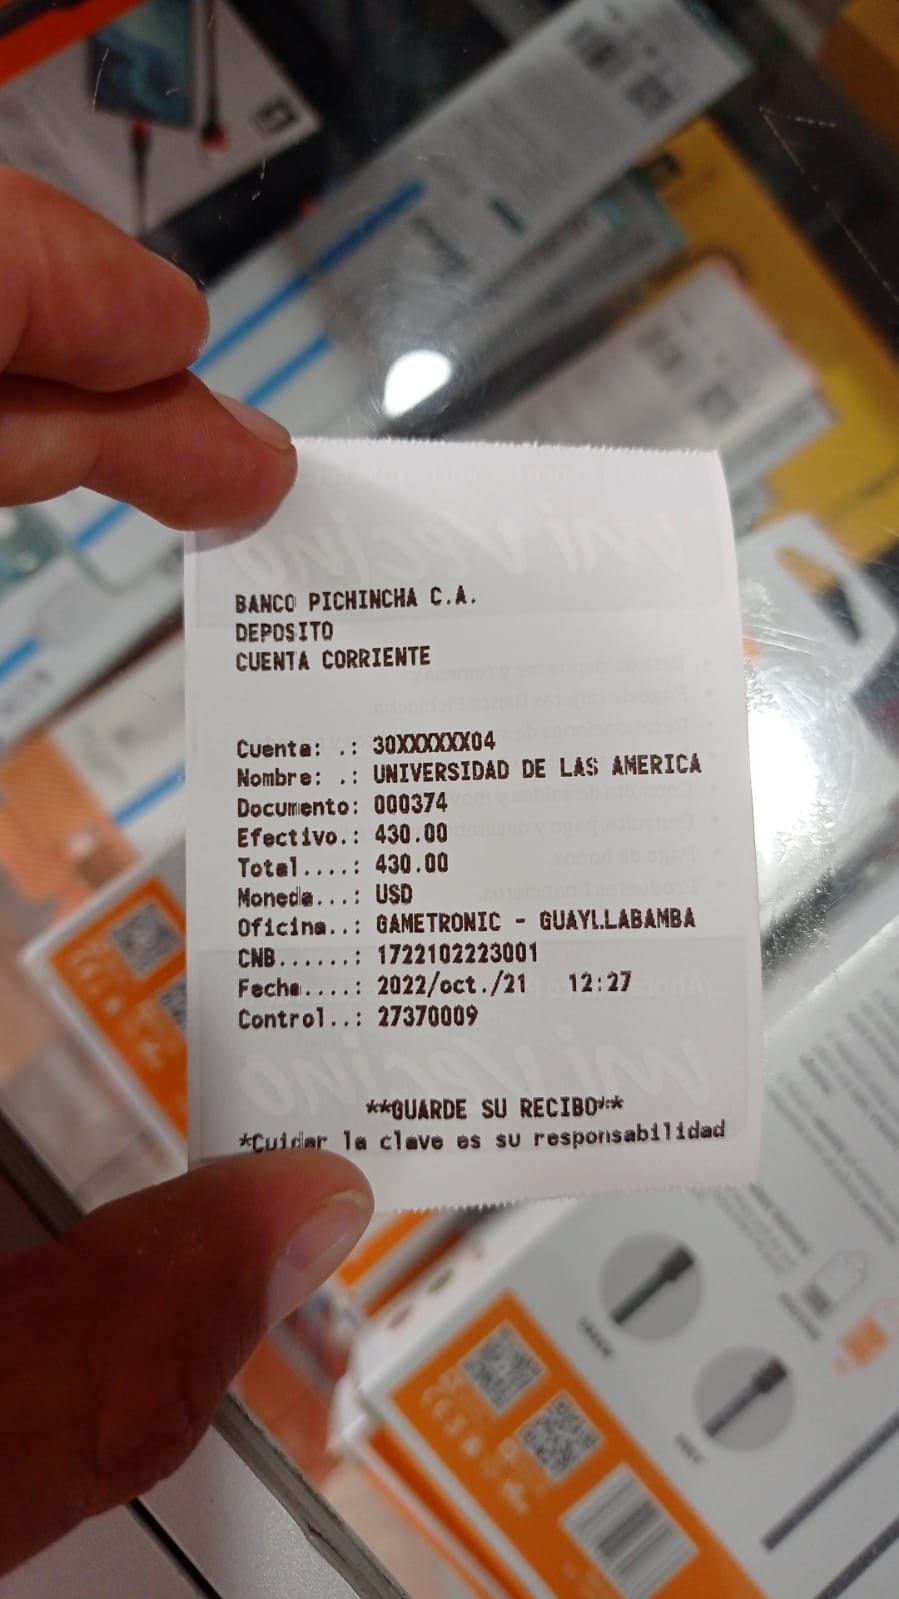 BANCO PICHINCHA C.A.
DEPOSITO
CUENTA CORRIENTE
Cuenta: .: 30XXXXXX04
Nombre: .: UNIVERSIDAD DE LAS AMERICA
Documento: 000374
Efectivo.: 430.00
Total....: 430.00
Moneda...: USD
Oficina..: GAMETRONIC - GUAYLLABAMBA
CNB......: 1722102223001
Fecha....: 2022/oct./21 12:27
Control..: 27370009
**GUARDE SU RECIBO**
*Cuidar la clave es su responsabilidad